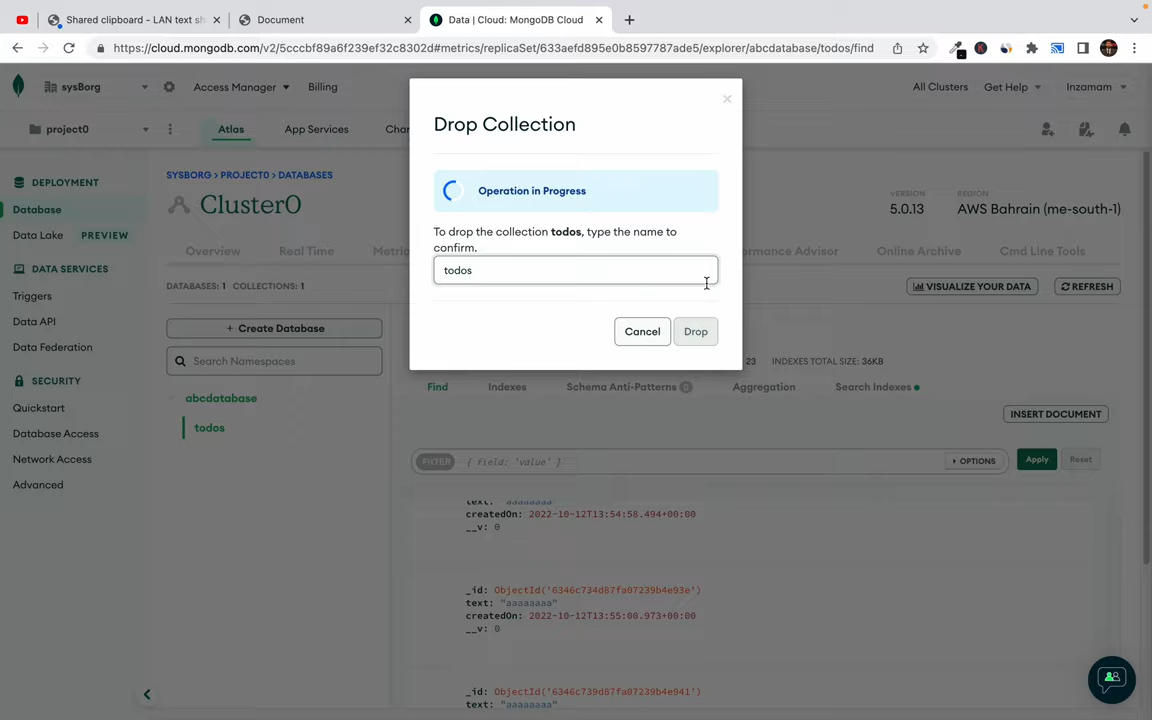 Shared clipboard - LAN text sh
Document
Data | Cloud: MongoDB Cloud
https://cloud.mongodb.com/v2/5cccbf89a6f239ef32c8302d#metrics/replicaSet/633aefd895e0b8597787ade5/explorer/abcdatabase/todos/find
sysBorg
Access Manager
Billing
All Clusters
Get Help
Inzamam
project0
Atlas
App Services
Char
Drop Collection
Operation in Progress
To drop the collection todos, type the name to
confirm.
todos
Cancel
Drop
DEPLOYMENT
Database
Data Lake
PREVIEW
DATA SERVICES
Triggers
Data API
Data Federation
SECURITY
Quickstart
Database Access
Network Access
Advanced
SYSBORG > PROJECT0 > DATABASES
Cluster0
VERSION
5.0.13
REGION
AWS Bahrain (me-south-1)
Overview
Real Time
Metric
ormance Advisor
Online Archive
Cmd Line Tools
DATABASES: 1 COLLECTIONS: 1
VISUALIZE YOUR DATA
REFRESH
+ Create Database
Search Namespaces
abcdatabase
todos
23
INDEXES TOTAL SIZE: 36KB
Find
Indexes
Schema Anti-Patterns 0
Aggregation
Search Indexes
INSERT DOCUMENT
FILTER
{ field: 'value' }
OPTIONS
Apply
Reset
text: "aaaaaaaa"
createdOn: 2022-10-12T13:54:58.494+00:00
__v: 0
_id: ObjectId('6346c734d87fa07239b4e93e')
text: "aaaaaaaa"
createdOn: 2022-10-12T13:55:00.973+00:00
__v: 0
_id: ObjectId('6346c739d87fa07239b4e941')
text: "aaaaaaaa"